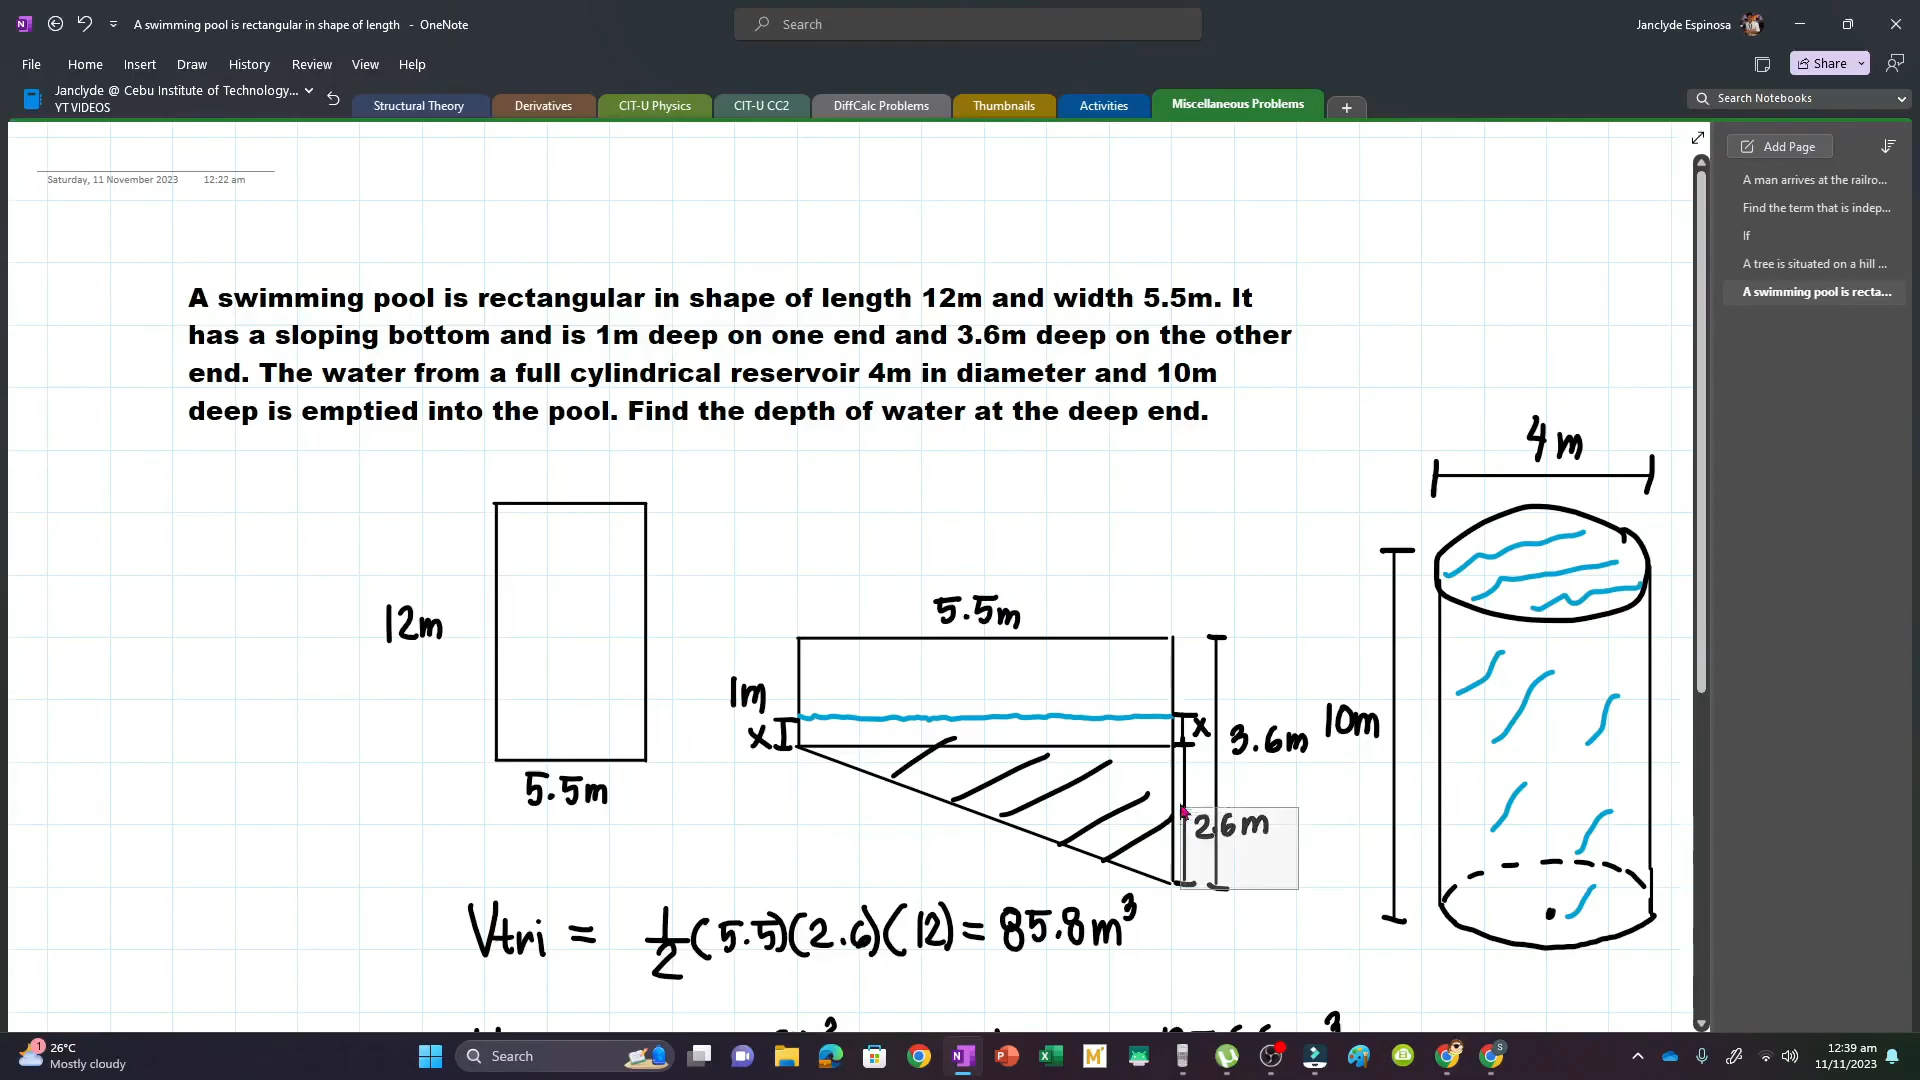 A swimming pool is rectangular in shape of length - OneNote
Search
Janclyde Espinosa
File Home Insert Draw History Review View Help
Share
Janclyde @ Cebu Institute of Technology...
YT VIDEOS
Structural Theory Derivatives CIT-U Physics CIT-U CC2 DiffCalc Problems Thumbnails Activities Miscellaneous Problems +
Search Notebooks
Add Page
Saturday, 11 November 2023 12:22 am
A man arrives at the railro...
Find the term that is indep...
If
A tree is situated on a hill ...
A swimming pool is recta...
A swimming pool is rectangular in shape of length 12m and width 5.5m. It
has a sloping bottom and is 1m deep on one end and 3.6m deep on the other
end. The water from a full cylindrical reservoir 4m in diameter and 10m
deep is emptied into the pool. Find the depth of water at the deep end.
4m
12m
5.5m
5.5m
1m
x
x
3.6m
10m
2.6m
Vtri = 1/2 (5.5)(2.6)(12) = 85.8m³
26°C
Mostly cloudy
Search
12:39 am
11/11/2023